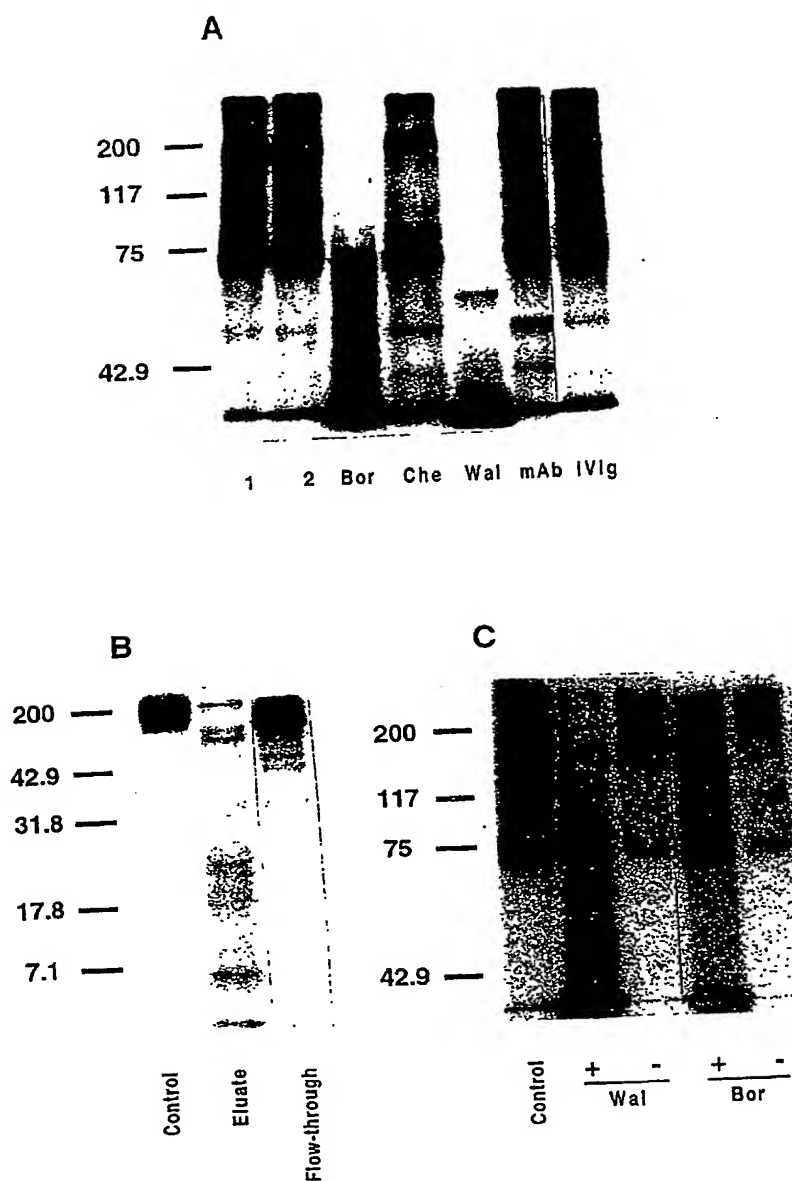 A
200
117
75
42.9
1 2 Bor Che Wal mAb IVIg
B
200
42.9
31.8
17.8
7.1
Control
Eluate
Flow-through
C
200
117
75
42.9
Control
+ - + -
Wal Bor